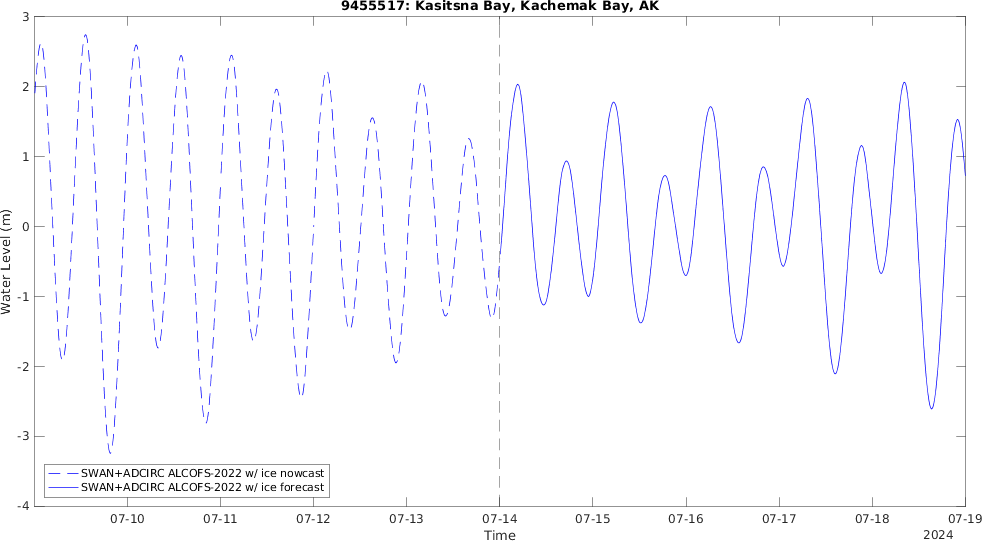 9455517: Kasitsna Bay, Kachemak Bay, AK
3
2
1
0
-1
-2
-3
-4
Water Level (m)
SWAN+ADCIRC ALCOFS-2022 w/ ice nowcast
SWAN+ADCIRC ALCOFS-2022 w/ ice forecast
07-10 07-11 07-12 07-13 07-14 07-15 07-16 07-17 07-18 07-19
Time
2024